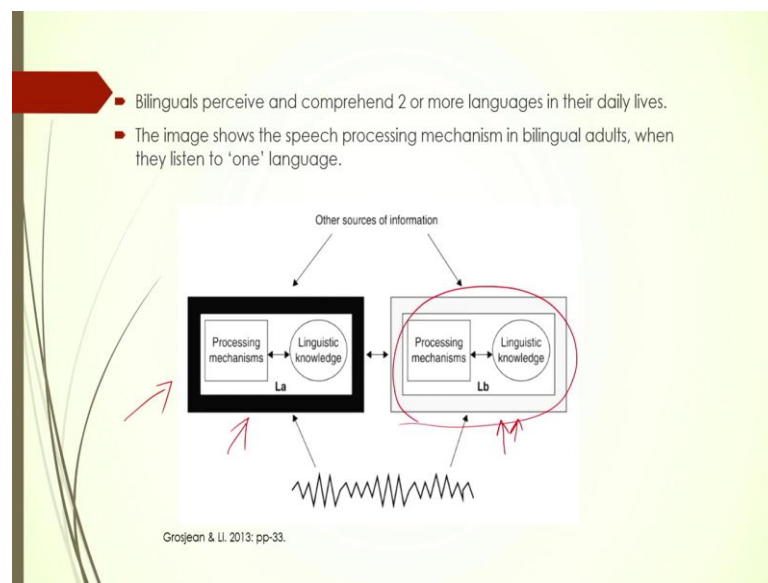 Bilinguals perceive and comprehend 2 or more languages in their daily lives.
The image shows the speech processing mechanism in bilingual adults, when
they listen to 'one' language.
Other sources of information
Processing
mechanisms
Linguistic
knowledge
La
Processing
mechanisms
Linguistic
knowledge
Lb
Grosjean & Li. 2013: pp-33.